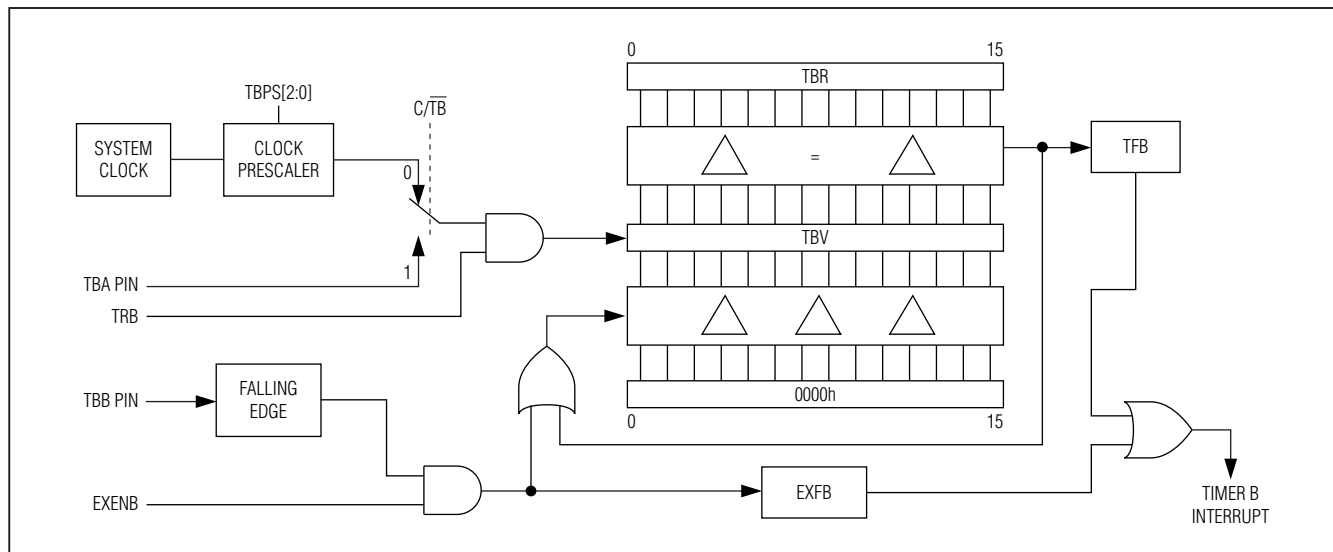 0 15
TBR
TBPS[2:0]
C/T̅B̅
SYSTEM
CLOCK
CLOCK
PRESCALER
0
=
TFB
TBV
1
TBA PIN
TRB
TBB PIN
FALLING
EDGE
0000h
0 15
EXENB
EXFB
TIMER B
INTERRUPT